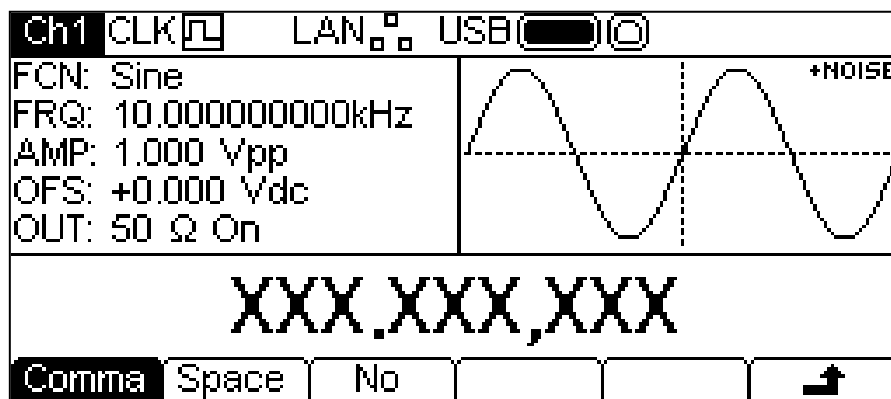 Ch1 CLK LAN USB
FCN: Sine
FRQ: 10.000000000kHz
AMP: 1.000 Vpp
OFS: +0.000 Vdc
OUT: 50 Ω On
+NOISE
XXX.XXX,XXX
Comma Space No